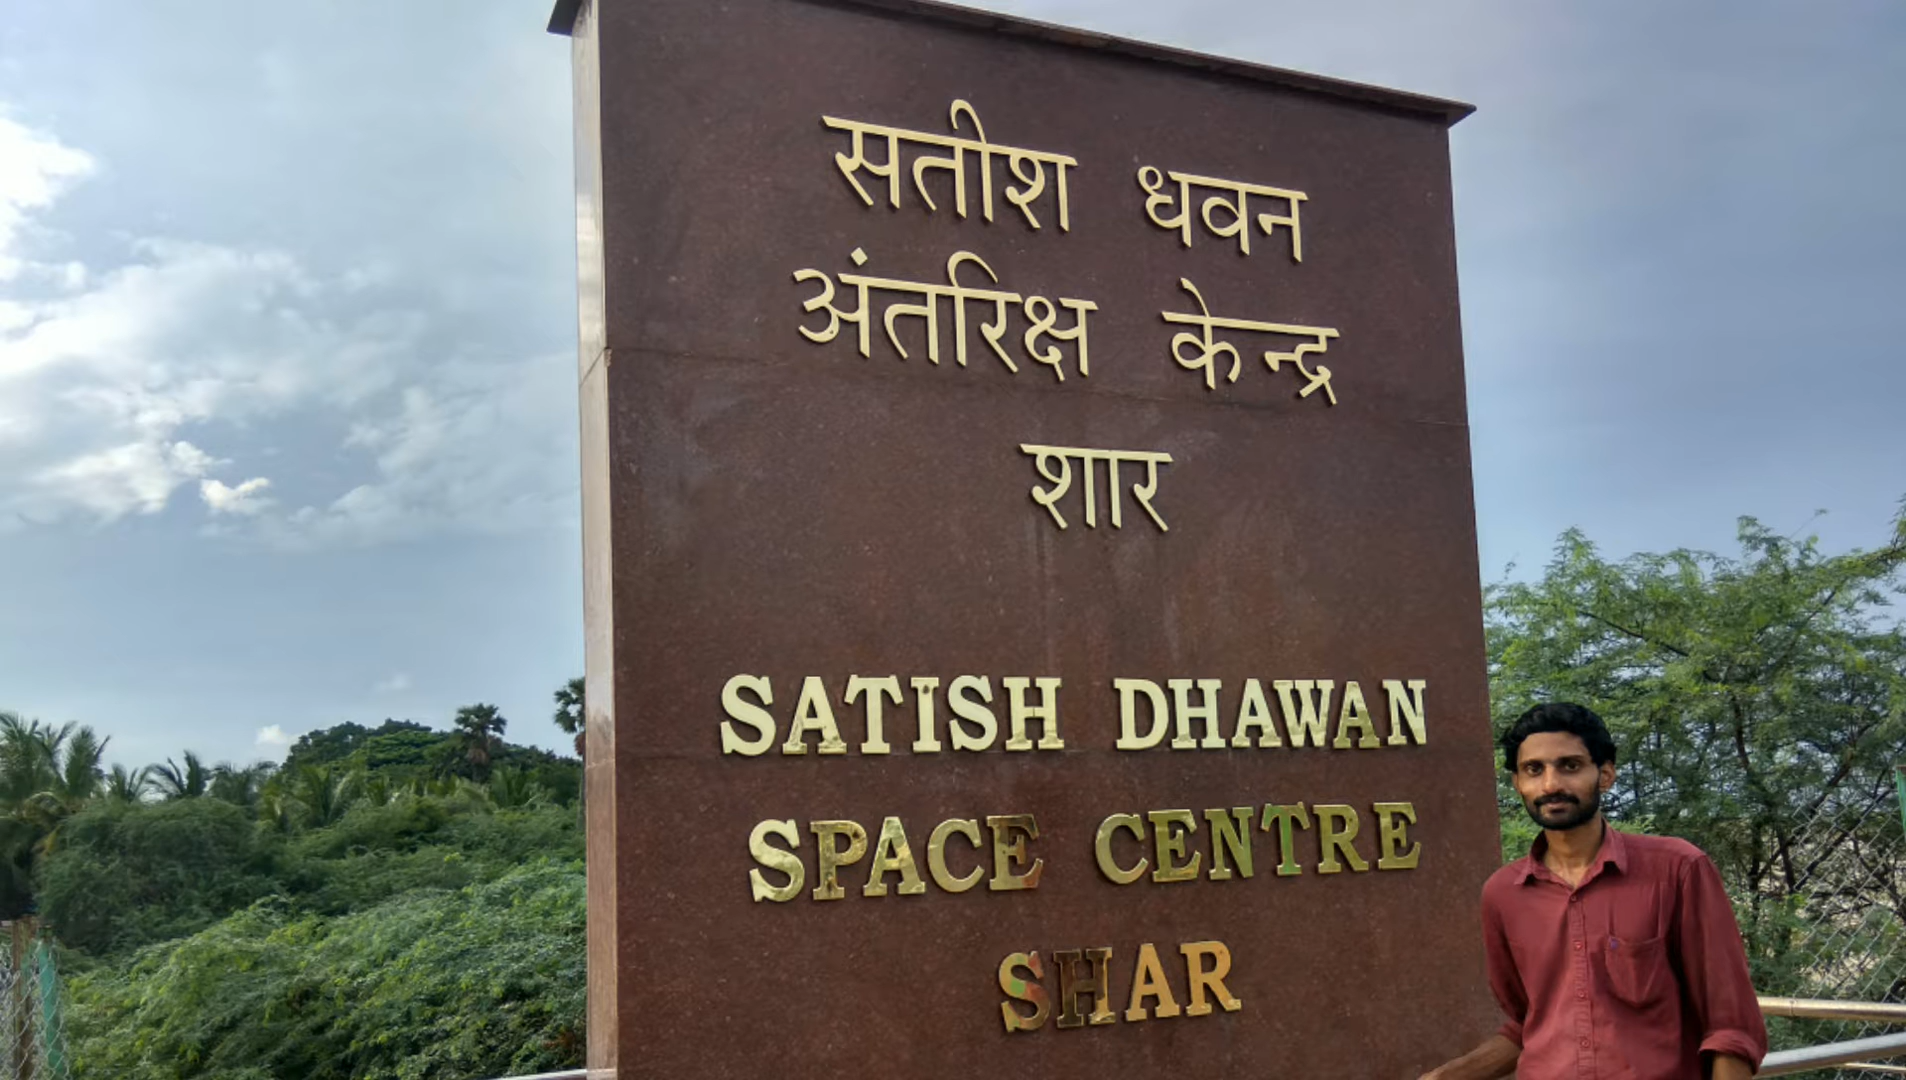 सतीश धवन
अंतरिक्ष केन्द्र
शार
SATISH DHAWAN
SPACE CENTRE
SHAR